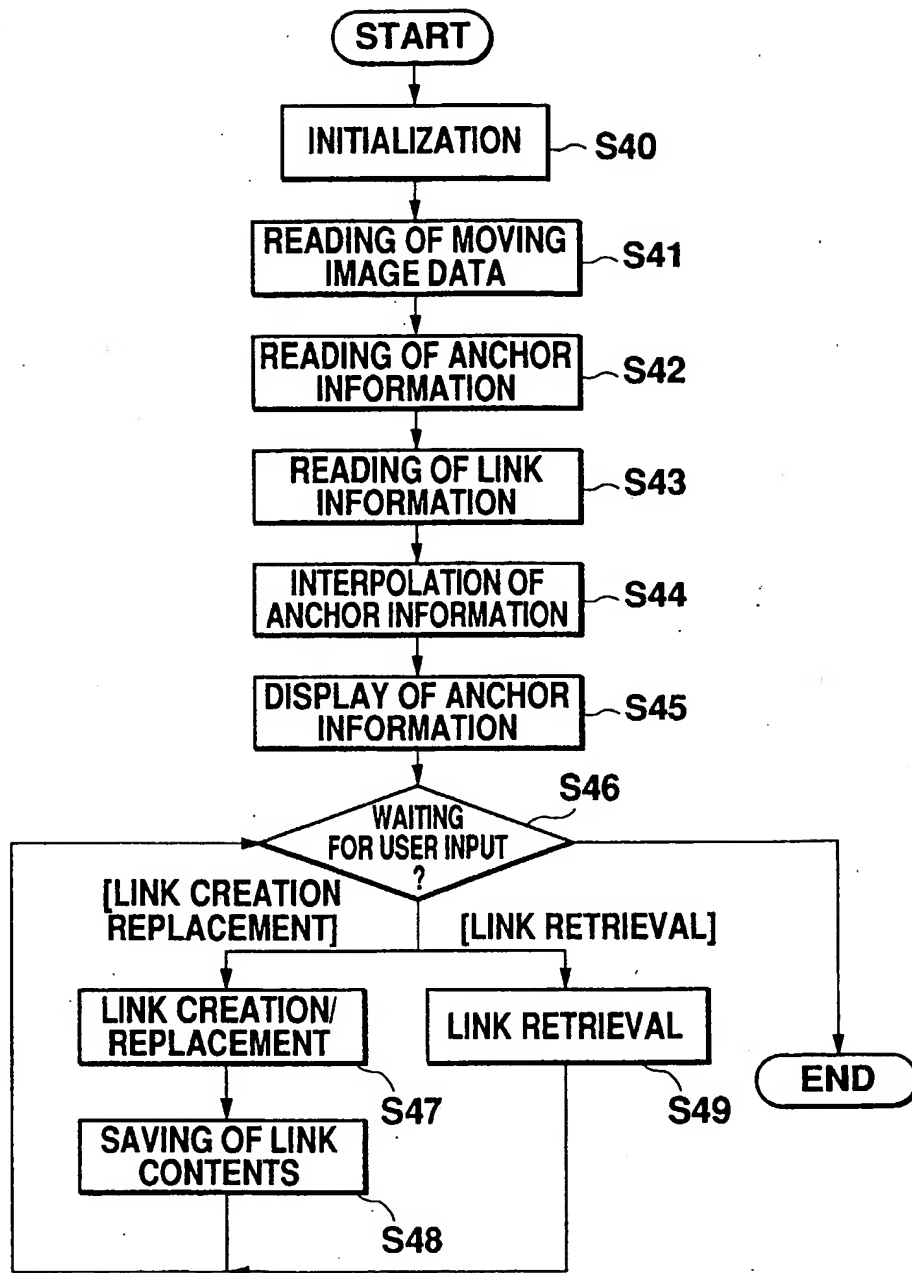 START
INITIALIZATION
S40
READING OF MOVING
IMAGE DATA
S41
READING OF ANCHOR
INFORMATION
S42
READING OF LINK
INFORMATION
S43
INTERPOLATION OF
ANCHOR INFORMATION
S44
DISPLAY OF ANCHOR
INFORMATION
S45
S46
WAITING
FOR USER INPUT
?
[LINK CREATION
REPLACEMENT]
[LINK RETRIEVAL]
LINK CREATION/
REPLACEMENT
S47
LINK RETRIEVAL
S49
END
SAVING OF LINK
CONTENTS
S48